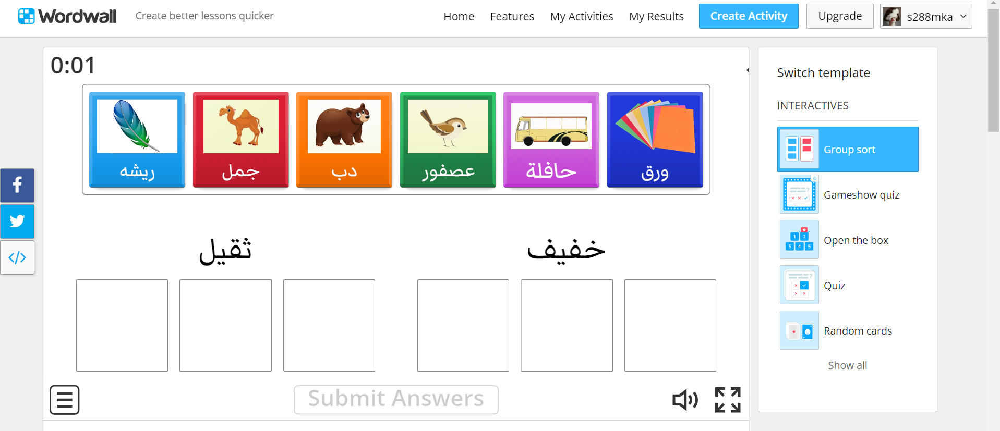 Wordwall Create better lessons quicker Home Features My Activities My Results Create Activity Upgrade s288mka
0:01
ريشه جمل دب عصفور حافلة ورق
ثقيل خفيف
Submit Answers
Switch template
INTERACTIVES
Group sort
Gameshow quiz
Open the box
Quiz
Random cards
Show all